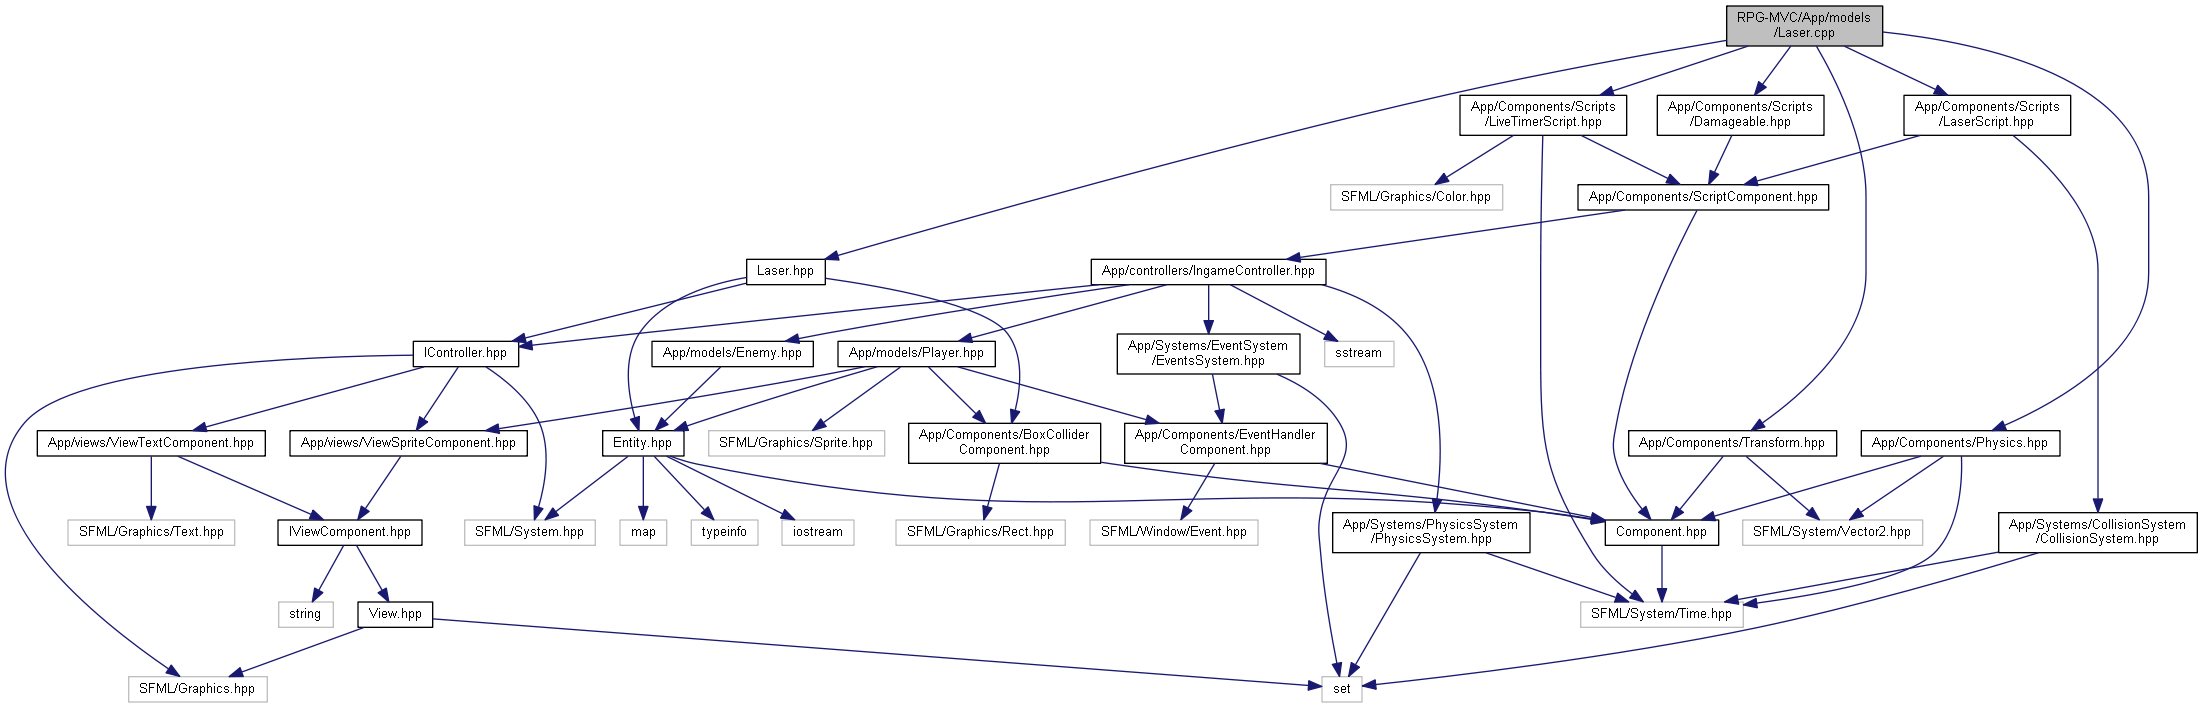 RPG-MVC/App/models
/Laser.cpp
App/Components/Scripts
/LiveTimerScript.hpp
App/Components/Scripts
/Damageable.hpp
App/Components/Scripts
/LaserScript.hpp
SFML/Graphics/Color.hpp
App/Components/ScriptComponent.hpp
Laser.hpp
App/controllers/IngameController.hpp
IController.hpp
App/models/Enemy.hpp
App/models/Player.hpp
App/Systems/EventSystem
/EventsSystem.hpp
sstream
App/views/ViewTextComponent.hpp
App/views/ViewSpriteComponent.hpp
Entity.hpp
SFML/Graphics/Sprite.hpp
App/Components/BoxCollider
Component.hpp
App/Components/EventHandler
Component.hpp
App/Components/Transform.hpp
App/Components/Physics.hpp
SFML/Graphics/Text.hpp
IViewComponent.hpp
SFML/System.hpp
map
typeinfo
iostream
SFML/Graphics/Rect.hpp
SFML/Window/Event.hpp
App/Systems/PhysicsSystem
/PhysicsSystem.hpp
Component.hpp
SFML/System/Vector2.hpp
App/Systems/CollisionSystem
/CollisionSystem.hpp
string
View.hpp
SFML/System/Time.hpp
SFML/Graphics.hpp
set